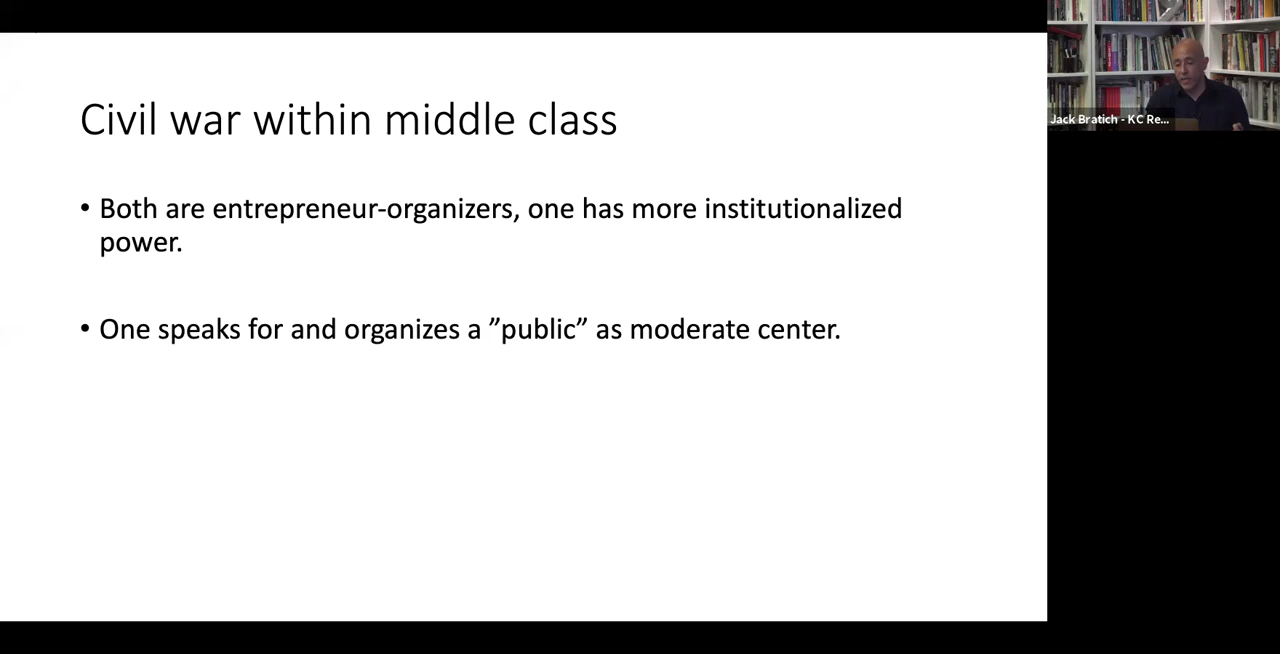 Civil war within middle class
• Both are entrepreneur-organizers, one has more institutionalized
power.
• One speaks for and organizes a ”public” as moderate center.
Jack Bratich - KC Re...